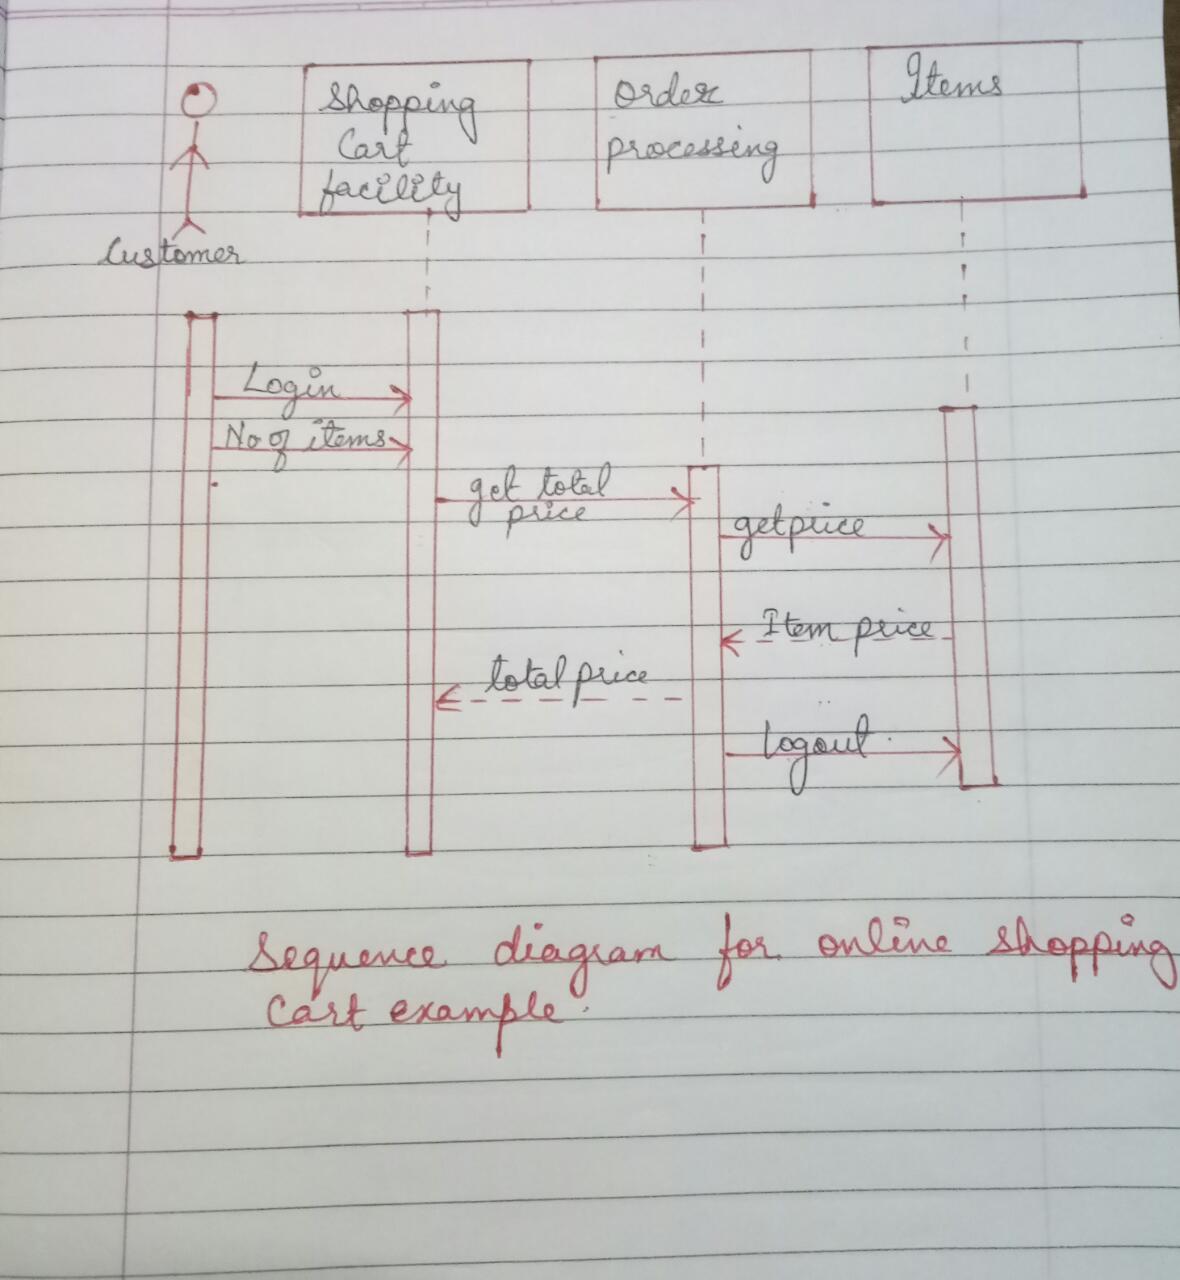 Shopping
Cart
facility
Order
processing
Items
Customer
Login
No of items
get total
price
getprice
Item price
total price
Logout
Sequence diagram for online shopping
Cart example.